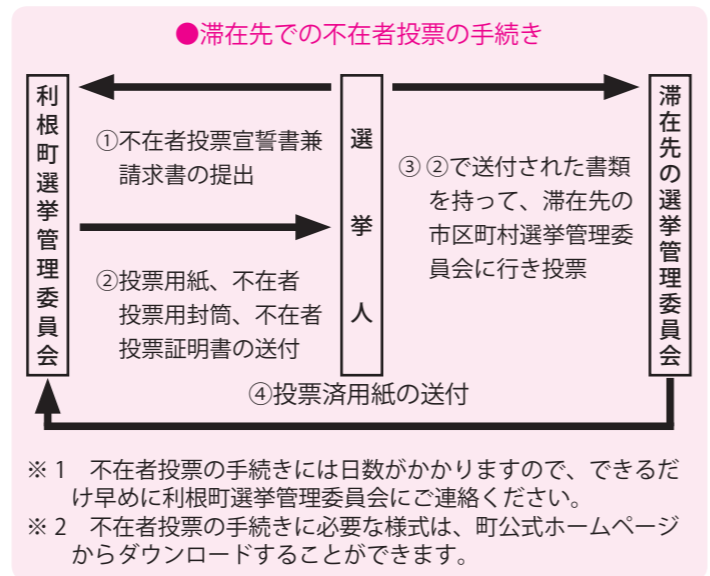 ●滞在先での不在者投票の手続き
利根町選挙管理委員会
①不在者投票宣誓書兼
請求書の提出
②投票用紙、不在者
投票用封筒、不在者
投票証明書の送付
選挙人
③ ②で送付された書類
を持って、滞在先の
市区町村選挙管理委
員会に行き投票
滞在先の選挙管理委員会
④投票済用紙の送付
※1 不在者投票の手続きには日数がかかりますので、できるだ
け早めに利根町選挙管理委員会にご連絡ください。
※2 不在者投票の手続きに必要な様式は、町公式ホームページ
からダウンロードすることができます。